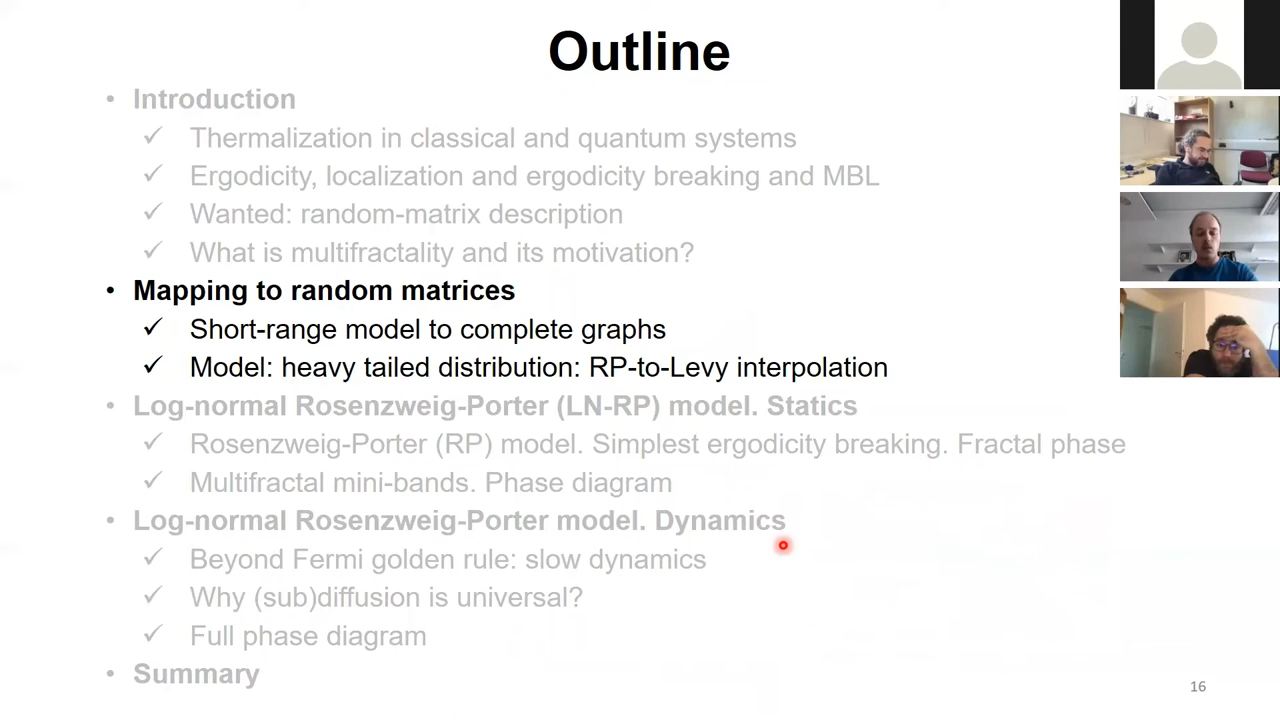 Outline
• Introduction
✓ Thermalization in classical and quantum systems
✓ Ergodicity, localization and ergodicity breaking and MBL
✓ Wanted: random-matrix description
✓ What is multifractality and its motivation?
• Mapping to random matrices
✓ Short-range model to complete graphs
✓ Model: heavy tailed distribution: RP-to-Levy interpolation
• Log-normal Rosenzweig-Porter (LN-RP) model. Statics
✓ Rosenzweig-Porter (RP) model. Simplest ergodicity breaking. Fractal phase
✓ Multifractal mini-bands. Phase diagram
• Log-normal Rosenzweig-Porter model. Dynamics
✓ Beyond Fermi golden rule: slow dynamics
✓ Why (sub)diffusion is universal?
✓ Full phase diagram
• Summary
16